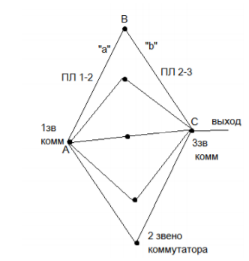 В
"а"
"b"
ПЛ 1-2
ПЛ 2-3
1зв
комм
А
С
выход
3зв
комм
2 звено
коммутатора